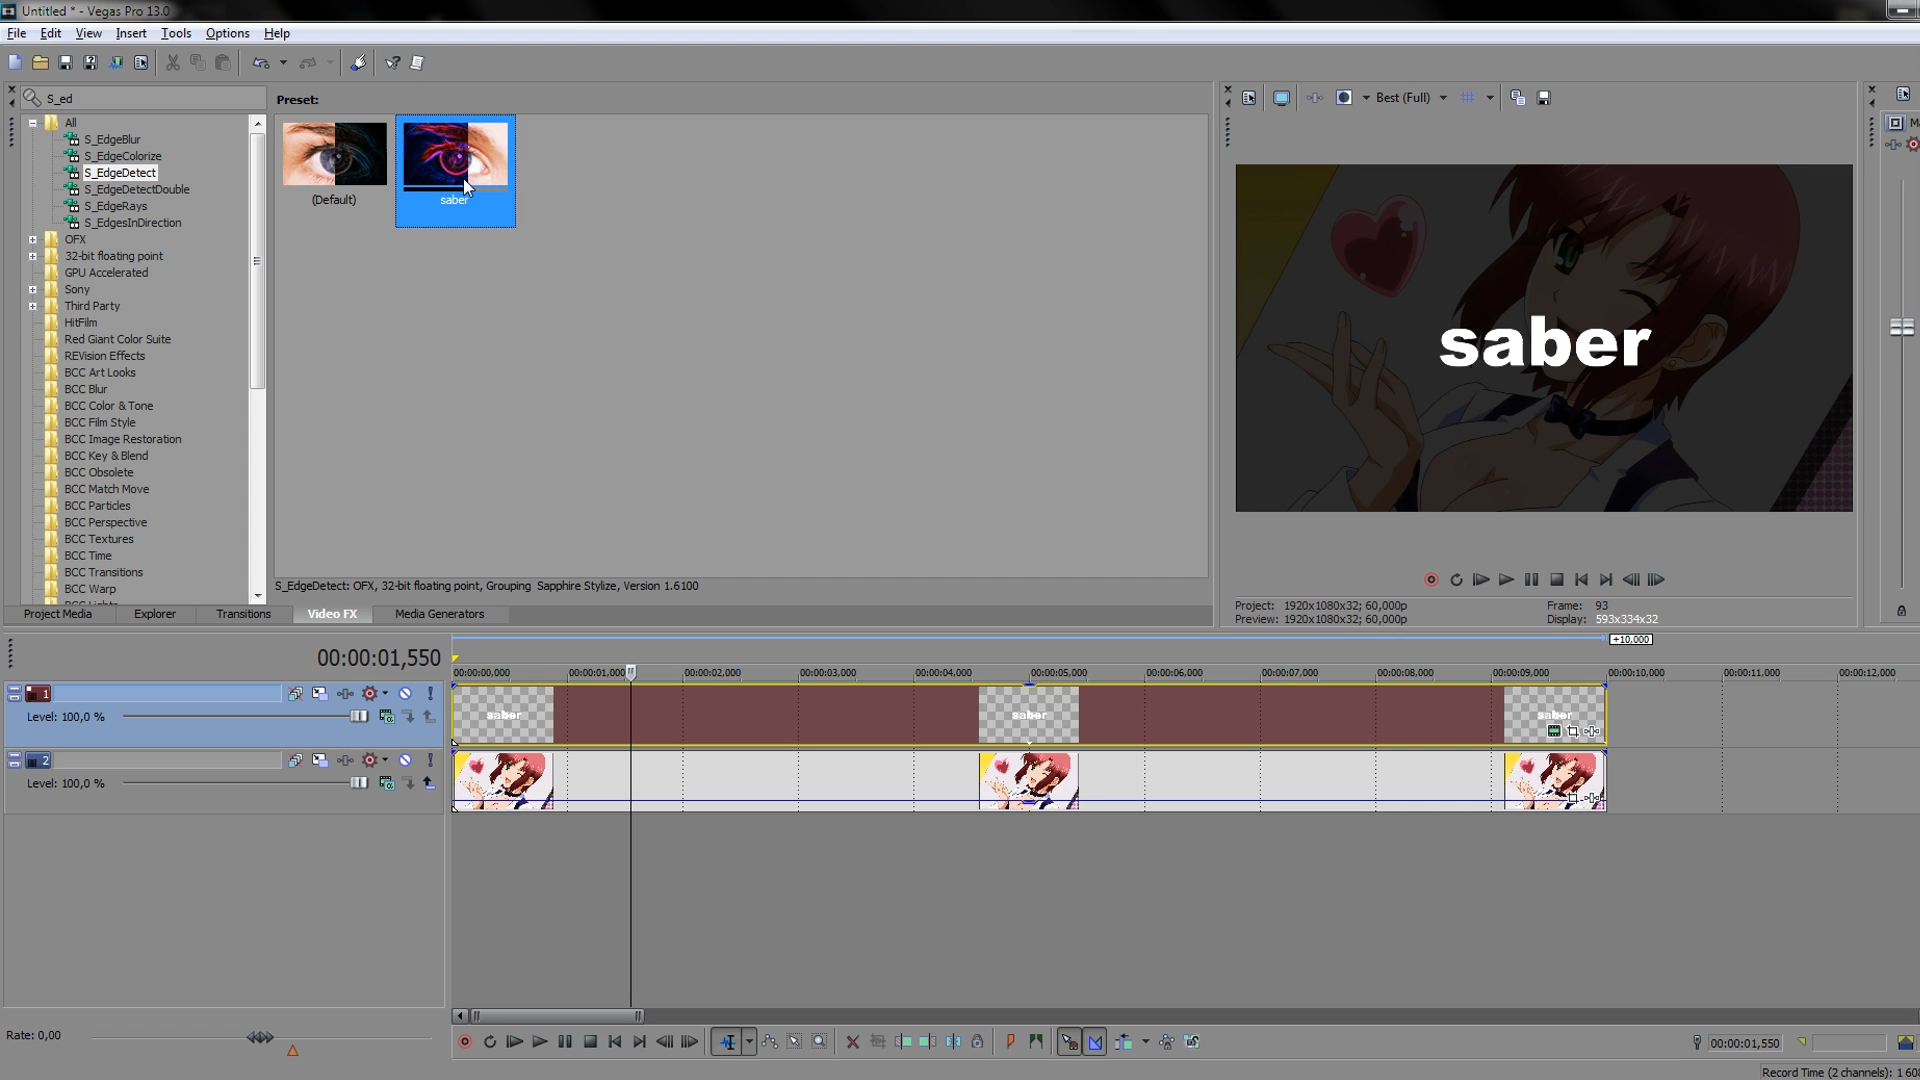 Untitled * - Vegas Pro 13.0
File Edit View Insert Tools Options Help
S_ed
All
S_EdgeBlur
S_EdgeColorize
S_EdgeDetect
S_EdgeDetectDouble
S_EdgeRays
S_EdgesInDirection
OFX
32-bit floating point
GPU Accelerated
Sony
Third Party
HitFilm
Red Giant Color Suite
REVision Effects
BCC Art Looks
BCC Blur
BCC Color & Tone
BCC Film Style
BCC Image Restoration
BCC Key & Blend
BCC Obsolete
BCC Match Move
BCC Particles
BCC Perspective
BCC Textures
BCC Time
BCC Transitions
BCC Warp
Preset:
(Default)
saber
S_EdgeDetect: OFX, 32-bit floating point, Grouping Sapphire Stylize, Version 1.6100
Project Media Explorer Transitions Video FX Media Generators
Best (Full)
saber
Project: 1920x1080x32; 60,000p
Preview: 1920x1080x32; 60,000p
Frame: 93
Display: 593x334x32
+10,000
00:00:01,550
00:00:00,000 00:00:01,000 00:00:02,000 00:00:03,000 00:00:04,000 00:00:05,000 00:00:06,000 00:00:07,000 00:00:08,000 00:00:09,000 00:00:10,000 00:00:11,000 00:00:12,000
1
Level: 100,0 %
saber saber saber
2
Level: 100,0 %
Rate: 0,00
00:00:01,550
Record Time (2 channels): 1 60